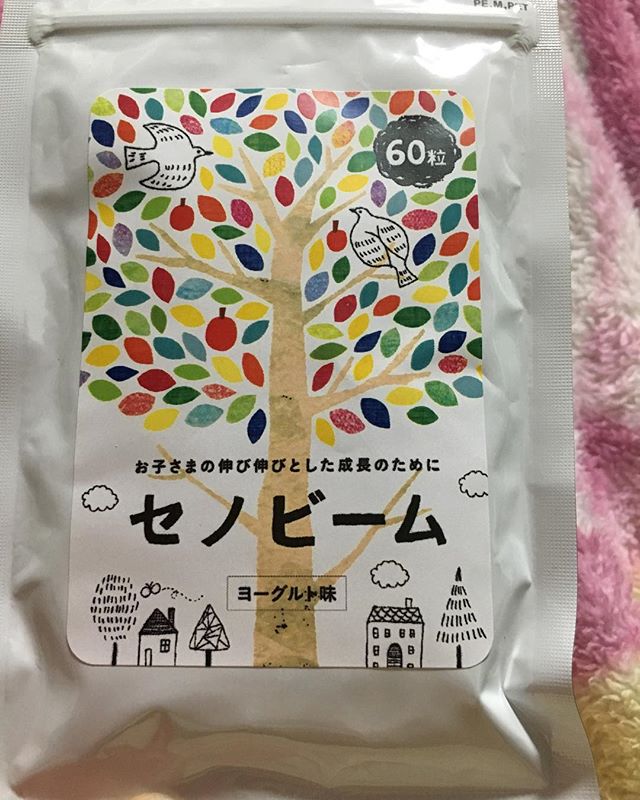 PE.M,PET
60粒
お子さまの伸び伸びとした成長のために
セノビーム
ヨーグルト味